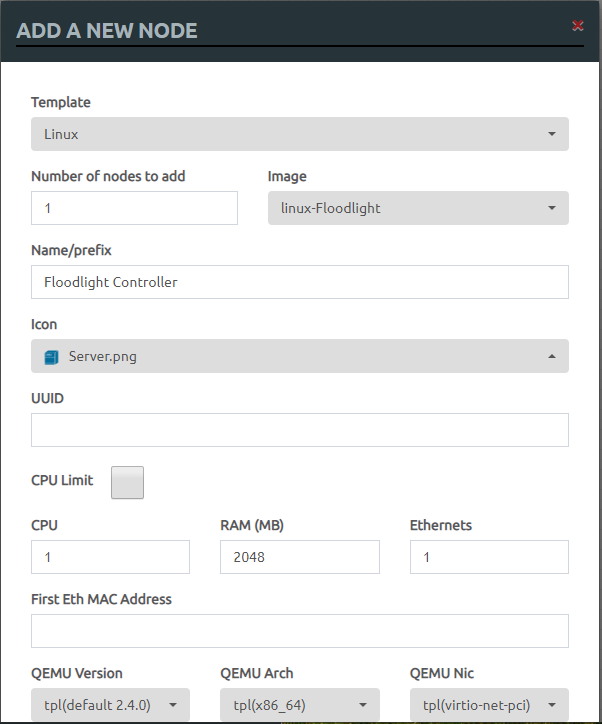 ADD A NEW NODE
Template
Linux
Number of nodes to add
Image
1
linux-Floodlight
Name/prefix
Floodlight Controller
Icon
Server.png
UUID
CPU Limit
CPU
RAM (MB)
Ethernets
1
2048
1
First Eth MAC Address
QEMU Version
QEMU Arch
QEMU Nic
tpl(default 2.4.0)
tpl(x86_64)
tpl(virtio-net-pci)